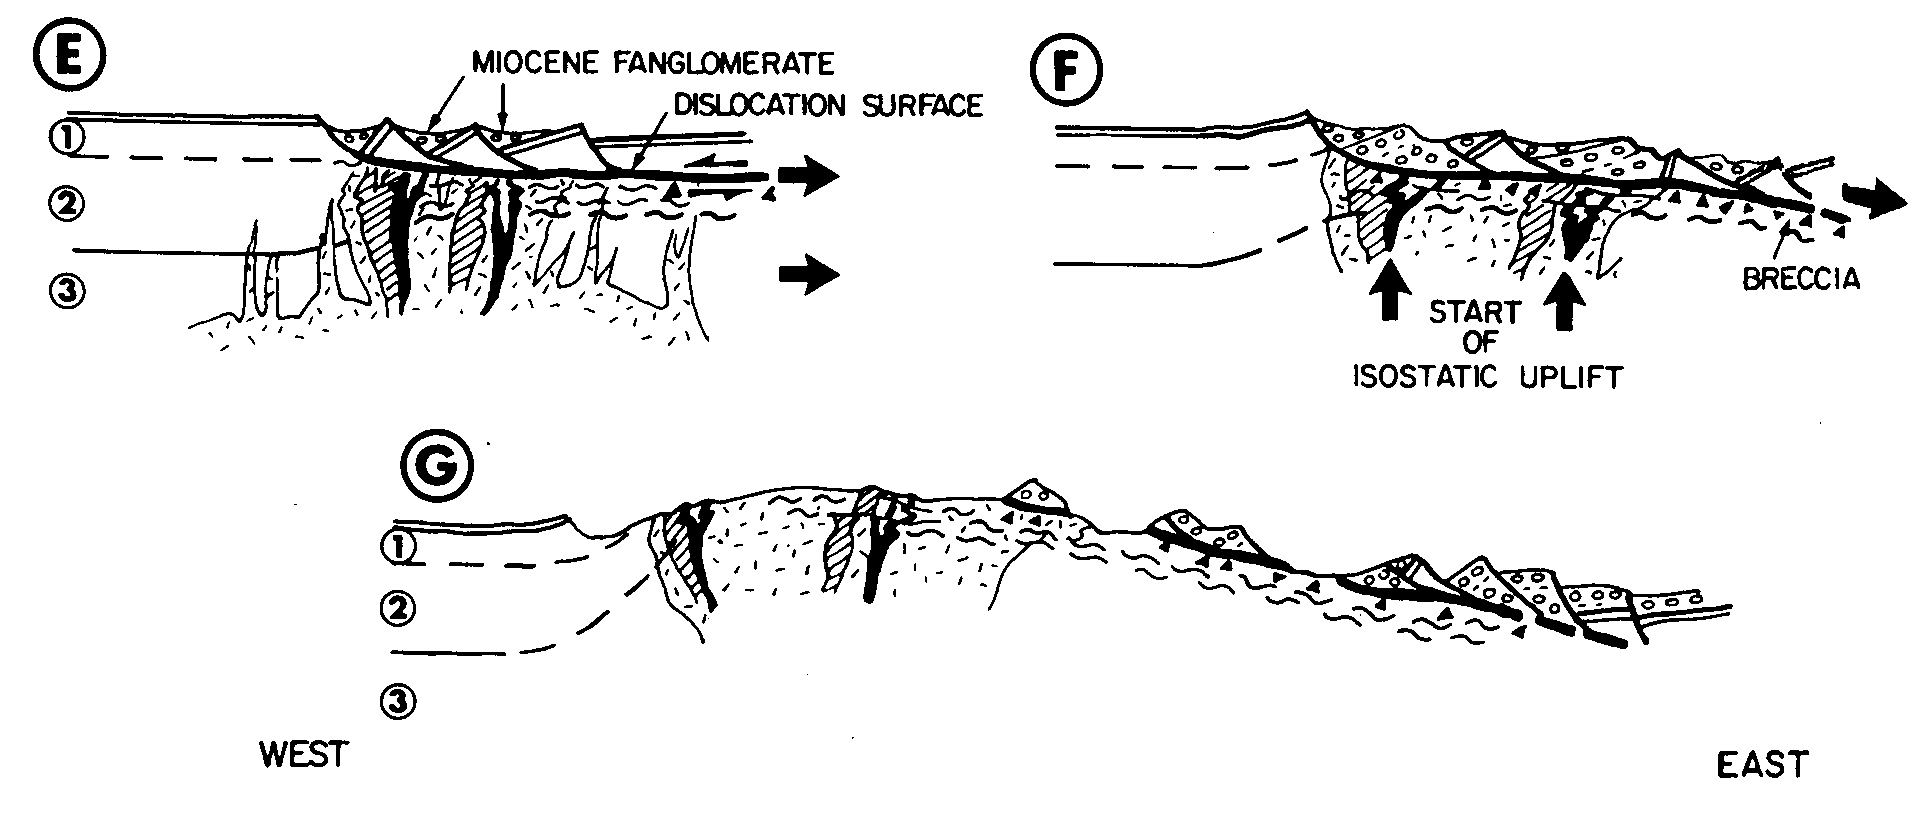 E
MIOCENE FANGLOMERATE
DISLOCATION SURFACE
1
2
3
F
BRECCIA
START
OF
ISOSTATIC UPLIFT
G
1
2
3
WEST
EAST